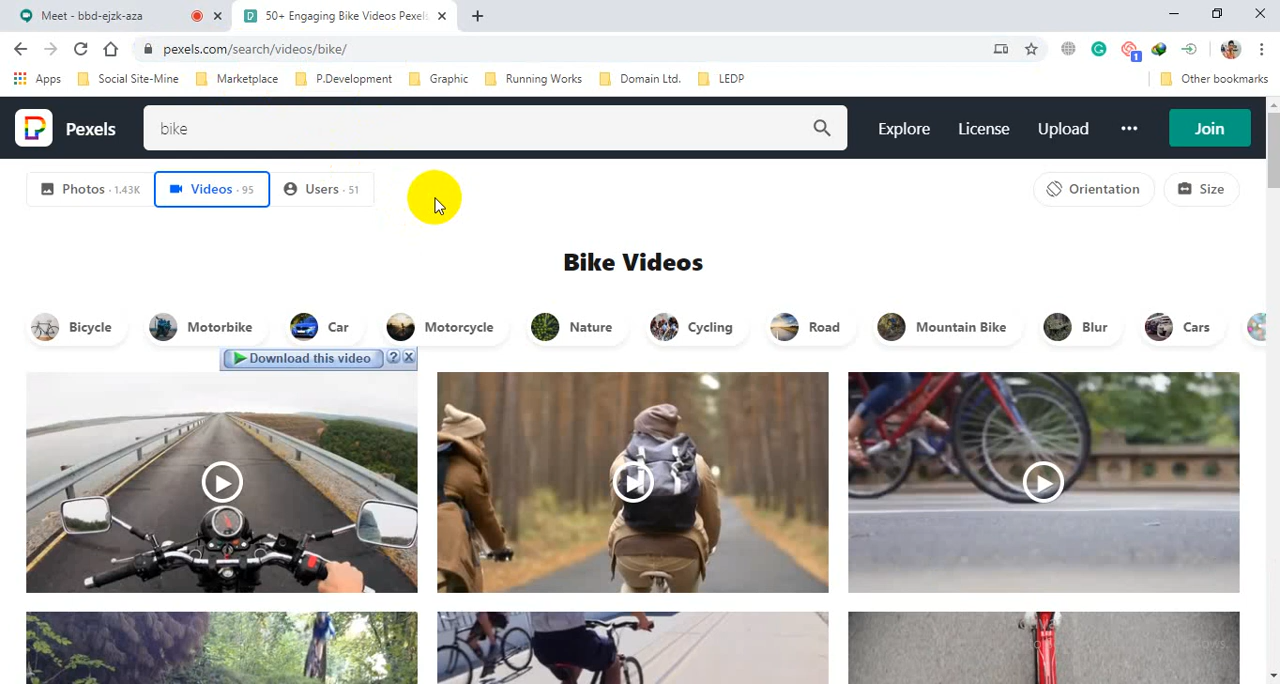 Meet - bbd-ejzk-aza
50+ Engaging Bike Videos Pexels
pexels.com/search/videos/bike/
1
Apps
Social Site-Mine
Marketplace
P.Development
Graphic
Running Works
Domain Ltd.
LEDP
Other bookmarks
Pexels
bike
Explore
License
Upload
Join
Photos · 1.43K
Videos · 95
Users · 51
Orientation
Size
Bike Videos
Bicycle
Motorbike
Car
Motorcycle
Nature
Cycling
Road
Mountain Bike
Blur
Cars
Download this video ? X